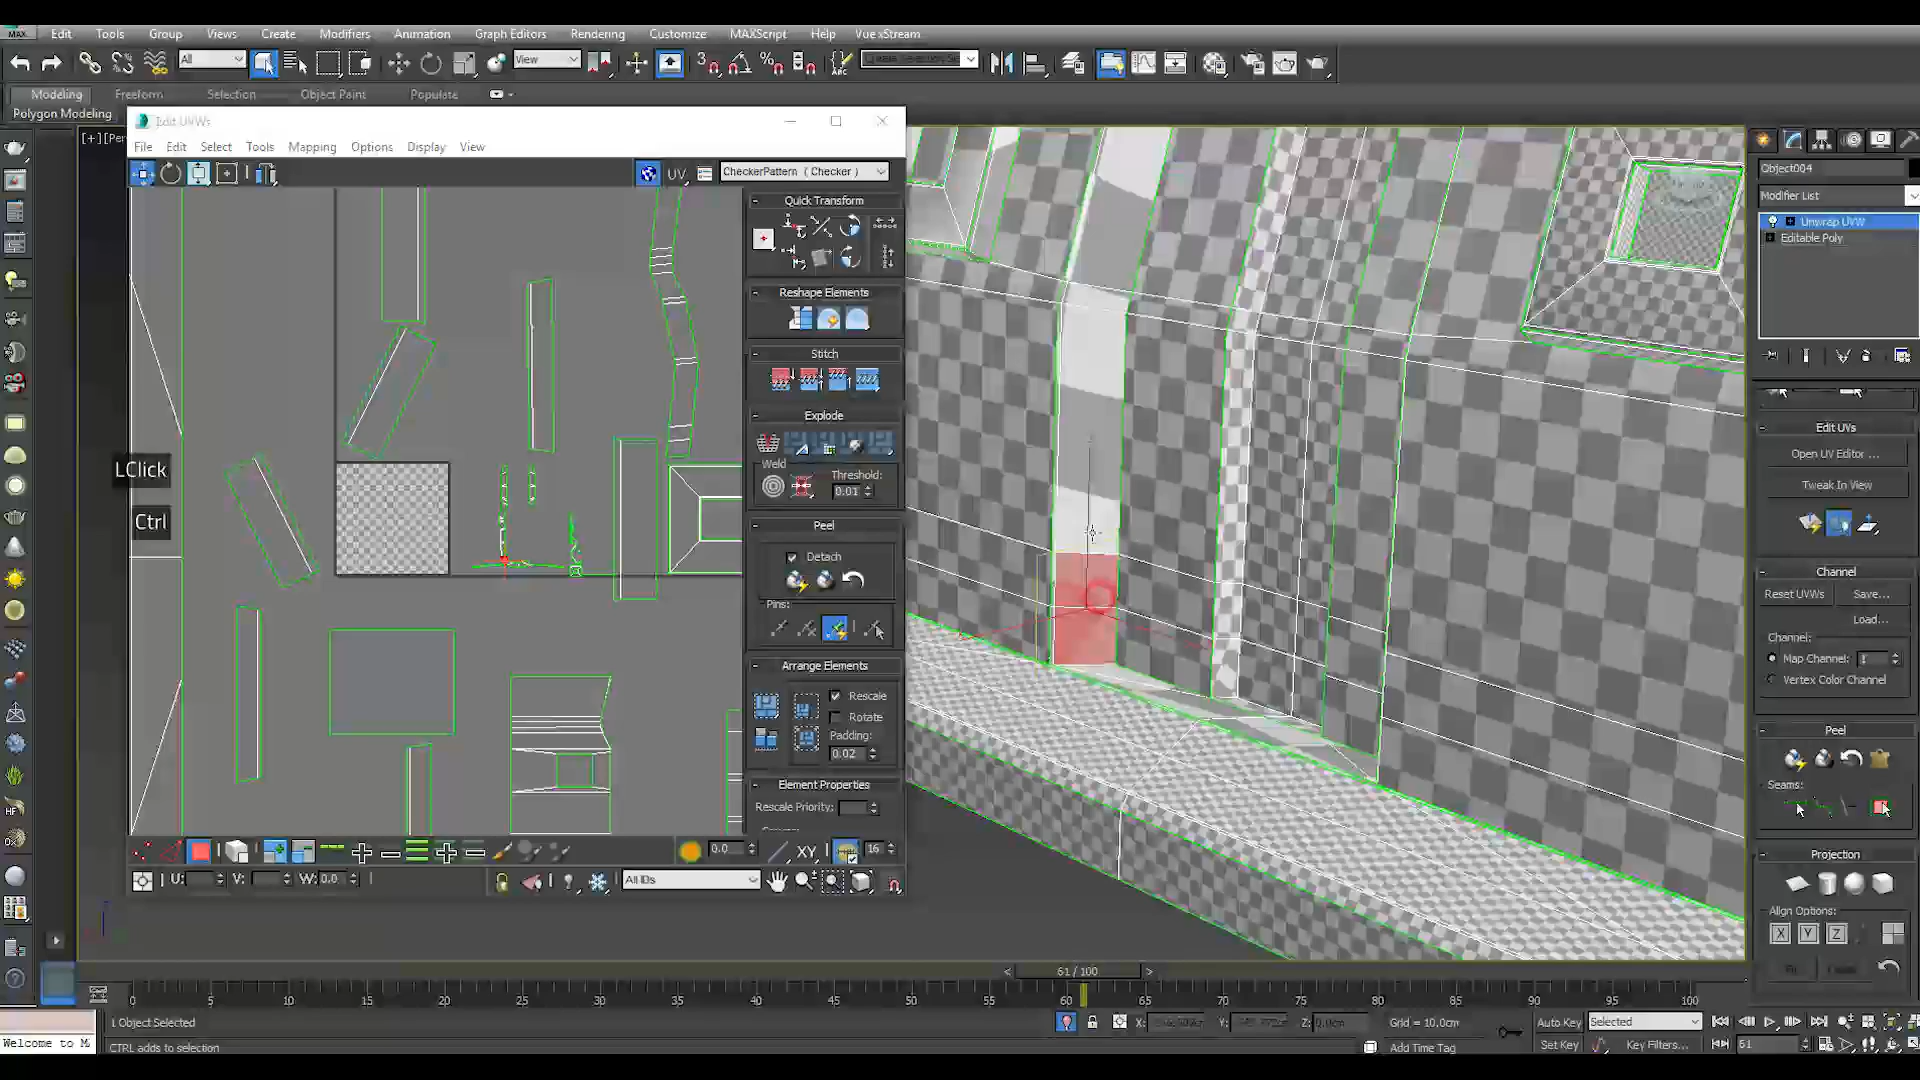 MAX Edit Tools Group Views Create Modifiers Animation Graph Editors Rendering Customize MAXScript Help Vue xStream
All View
Modeling Freeform Selection Object Paint Populate
Polygon Modeling
Edit UVWs
[+][Per
File Edit Select Tools Mapping Options Display View
UV CheckerPattern ( Checker )
Quick Transform
Reshape Elements
Stitch
Explode
Weld
Threshold:
0.01
Peel
Detach
Pins:
Arrange Elements
Rescale
Rotate
Padding:
0.02
Element Properties
Rescale Priority:
LClick
Ctrl
0.0 XY 16
U: V: W: 0.0 All IDs
Object004
Modifier List
Unwrap UVW
Editable Poly
Edit UVs
Open UV Editor ...
Tweak In View
Channel
Reset UVWs Save...
Load...
Channel:
Map Channel: 1
Vertex Color Channel
Peel
Seams:
Projection
Align Options:
X Y Z
< 61 / 100 >
0 5 10 15 20 25 30 35 40 45 50 55 60 65 70 75 80 85 90 95 100
1 Object Selected X: Y: Z: 0.0cm Grid = 10.0cm Auto Key Selected
Welcome to M
CTRL adds to selection Add Time Tag Set Key Key Filters... 61